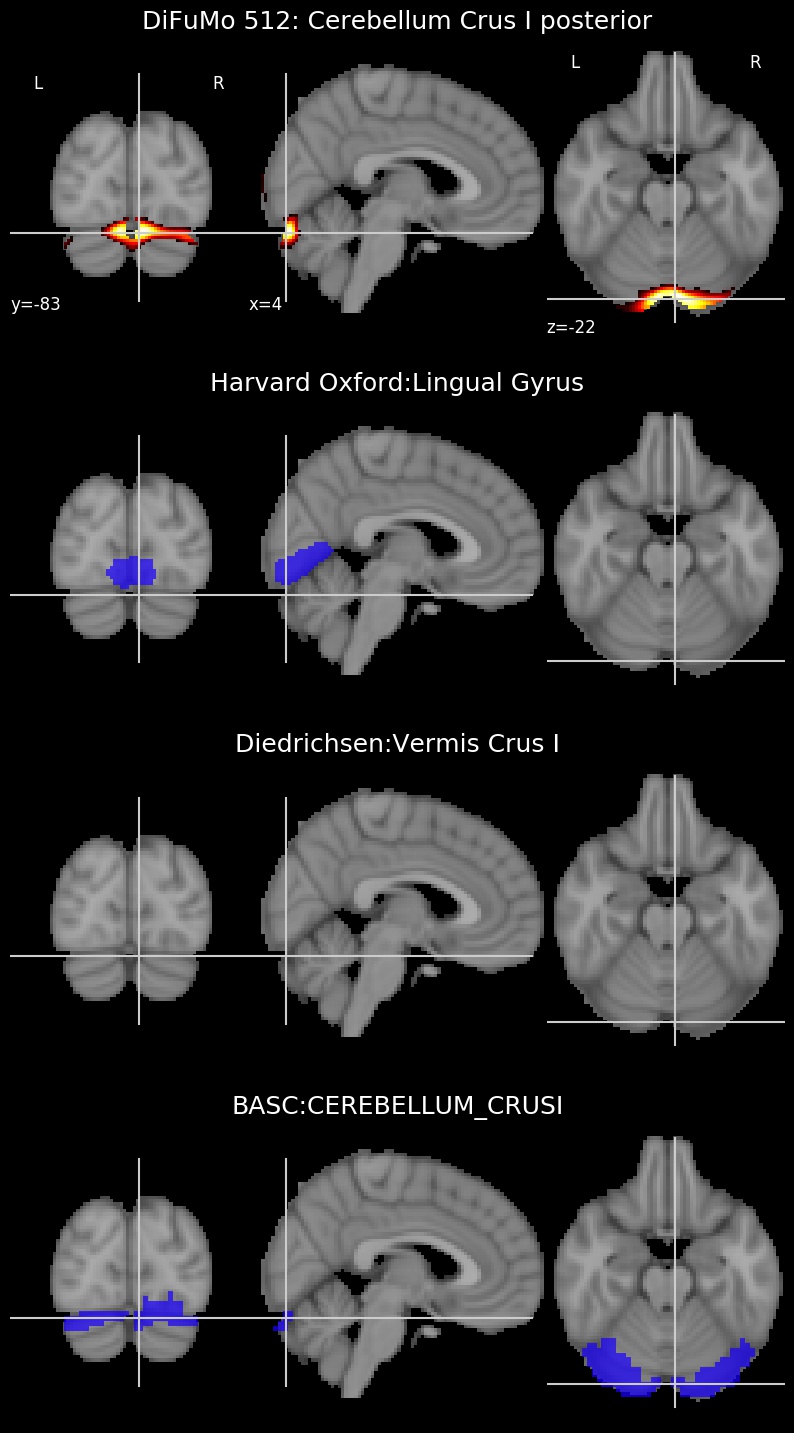 DiFuMo 512: Cerebellum Crus I posterior
L R
L R
y=-83
x=4
z=-22
Harvard Oxford:Lingual Gyrus
Diedrichsen:Vermis Crus I
BASC:CEREBELLUM_CRUSI